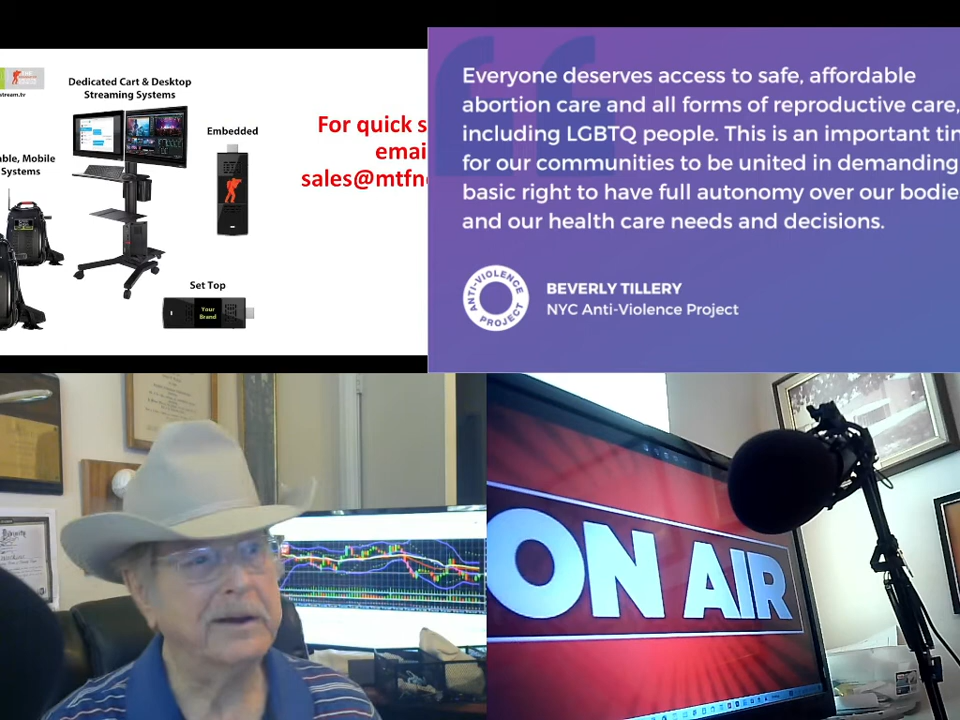 stream.tv
Dedicated Cart & Desktop
Streaming Systems
Embedded
able, Mobile
Systems
Set Top
Your
Brand
For quick s
emai
sales@mtfn
Everyone deserves access to safe, affordable
abortion care and all forms of reproductive care,
including LGBTQ people. This is an important tim
for our communities to be united in demanding
basic right to have full autonomy over our bodie
and our health care needs and decisions.
ANTI-VIOLENCE
PROJECT
BEVERLY TILLERY
NYC Anti-Violence Project
ON AIR